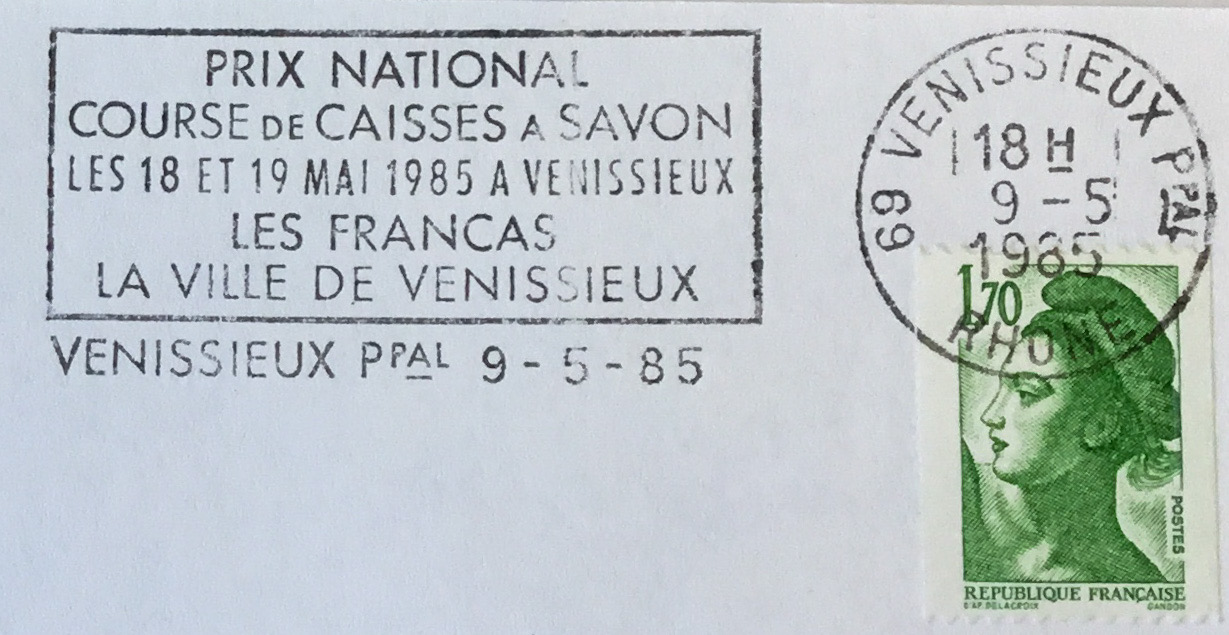 PRIX NATIONAL
COURSE DE CAISSES A SAVON
LES 18 ET 19 MAI 1985 A VENISSIEUX
LES FRANCAS
LA VILLE DE VENISSIEUX
VENISSIEUX PPAL 9 - 5 - 85
69 VENISSIEUX PPAL
18 H
9 - 5
1985
RHONE
1,70
POSTES
REPUBLIQUE FRANÇAISE
D'AP. DELACROIX GANDON